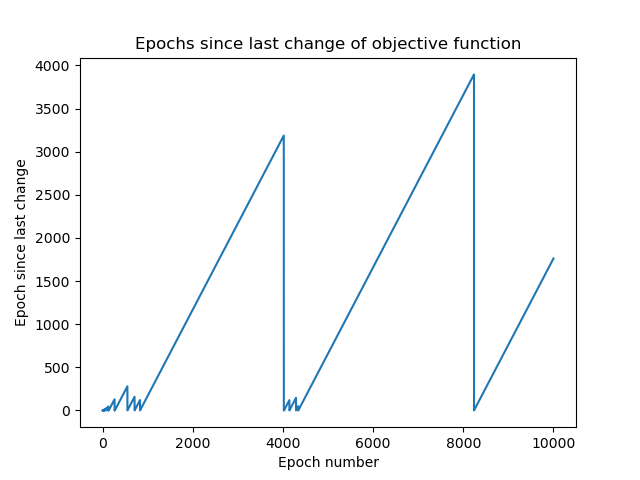 Epochs since last change of objective function
4000
3500
3000
2500
2000
1500
1000
500
0
Epoch since last change
0 2000 4000 6000 8000 10000
Epoch number